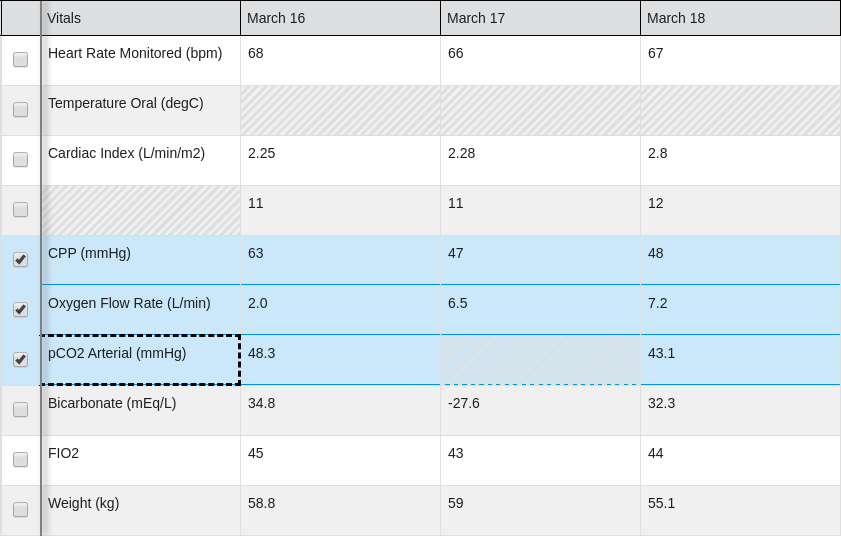 Vitals March 16 March 17 March 18
Heart Rate Monitored (bpm) 68 66 67
Temperature Oral (degC)
Cardiac Index (L/min/m2) 2.25 2.28 2.8
11 11 12
CPP (mmHg) 63 47 48
Oxygen Flow Rate (L/min) 2.0 6.5 7.2
pCO2 Arterial (mmHg) 48.3 43.1
Bicarbonate (mEq/L) 34.8 -27.6 32.3
FIO2 45 43 44
Weight (kg) 58.8 59 55.1